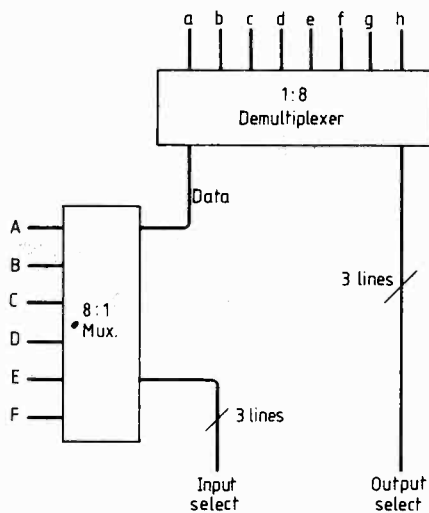 a b c d e f g h
1:8
Demultiplexer
Data
A
B
C
D
E
F
8:1
Mux.
3 lines
3 lines
Input
select
Output
select